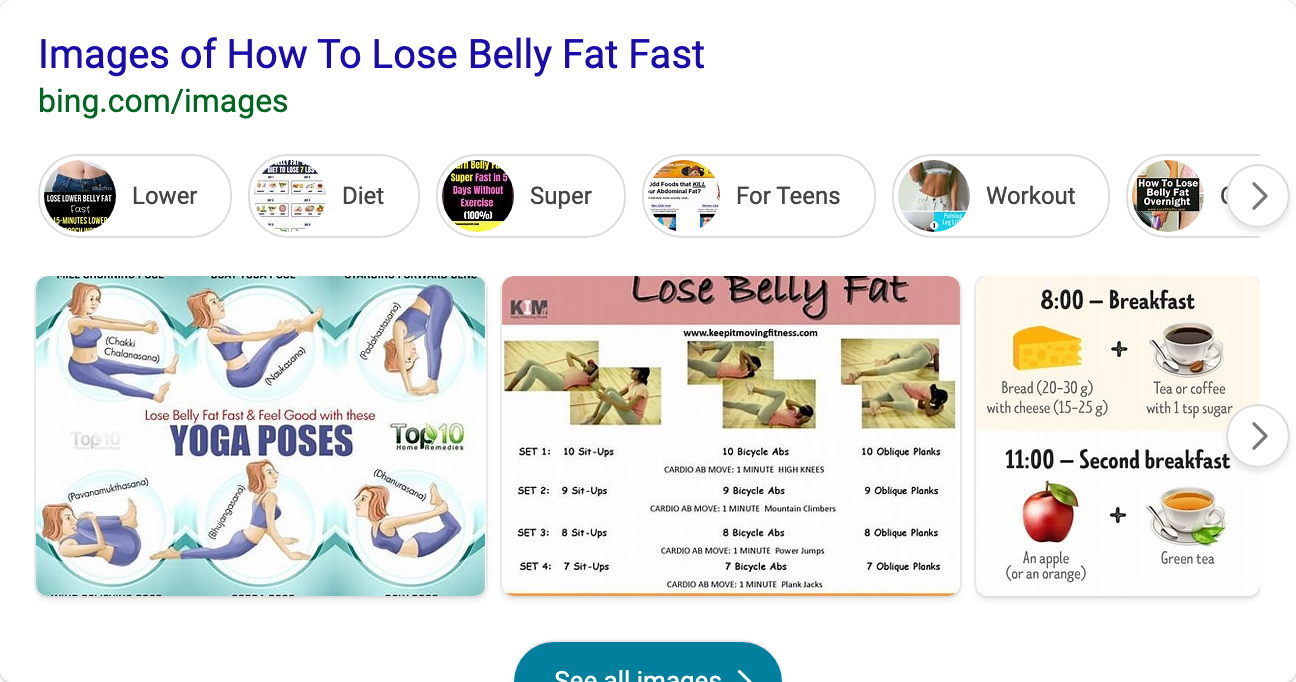 Images of How To Lose Belly Fat Fast
bing.com/images
LOSE LOWER BELLY FAT
Fast
Lower
DIET TO LOSE 7 LBS
Diet
Super Fast in 5
Days Without
Exercise
(100%)
Super
Odd Foods that KILL
our Abdominal Fat?
For Teens
Pulsing
Leg Lift
1
Workout
How To Lose
Belly Fat
Overnight
(Chakki
Chalanasana)
(Naukasana)
(Padahastasana)
Lose Belly Fat Fast & Feel Good with these
YOGA POSES
Top10
Top10
Home Remedies
(Pavanamukthasana)
(Bhujangasana)
(Dhanurasana)
Lose Belly Fat
KIM
www.keepitmovingfitness.com
SET 1: 10 Sit-Ups 10 Bicycle Abs 10 Oblique Planks
CARDIO AB MOVE: 1 MINUTE HIGH KNEES
SET 2: 9 Sit-Ups 9 Bicycle Abs 9 Oblique Planks
CARDIO AB MOVE: 1 MINUTE Mountain Climbers
SET 3: 8 Sit-Ups 8 Bicycle Abs 8 Oblique Planks
CARDIO AB MOVE: 1 MINUTE Power Jumps
SET 4: 7 Sit-Ups 7 Bicycle Abs 7 Oblique Planks
CARDIO AB MOVE: 1 MINUTE Plank Jacks
8:00 – Breakfast
+
Bread (20-30 g)
with cheese (15-25 g)
Tea or coffee
with 1 tsp sugar
11:00 – Second breakfast
+
An apple
(or an orange)
Green tea
See all images